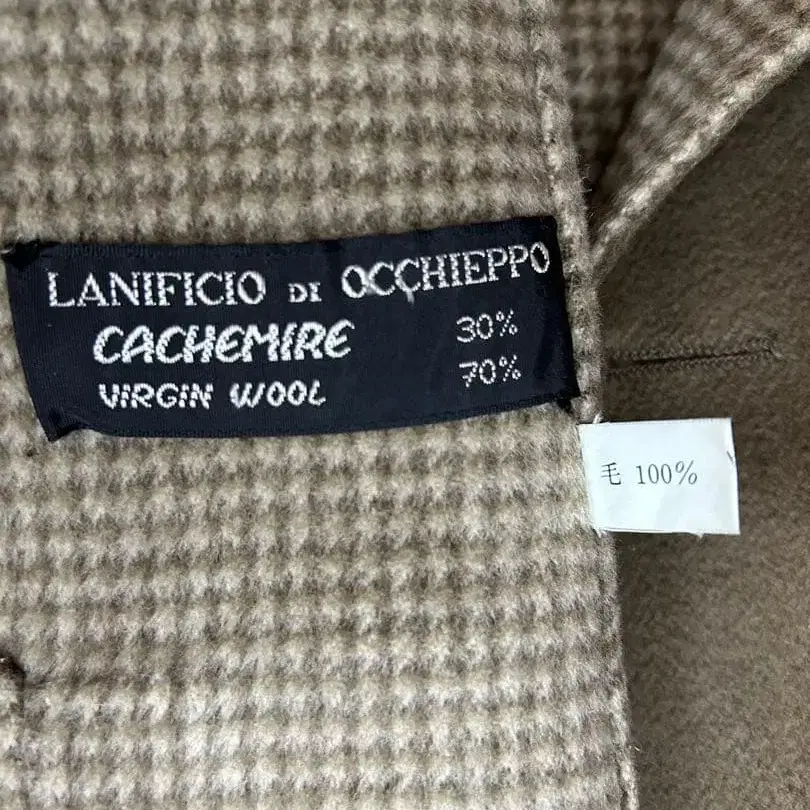 LANIFICIO DI OCCHIEPPO
CACHEMIRE 30%
VIRGIN WOOL 70%
毛 100%